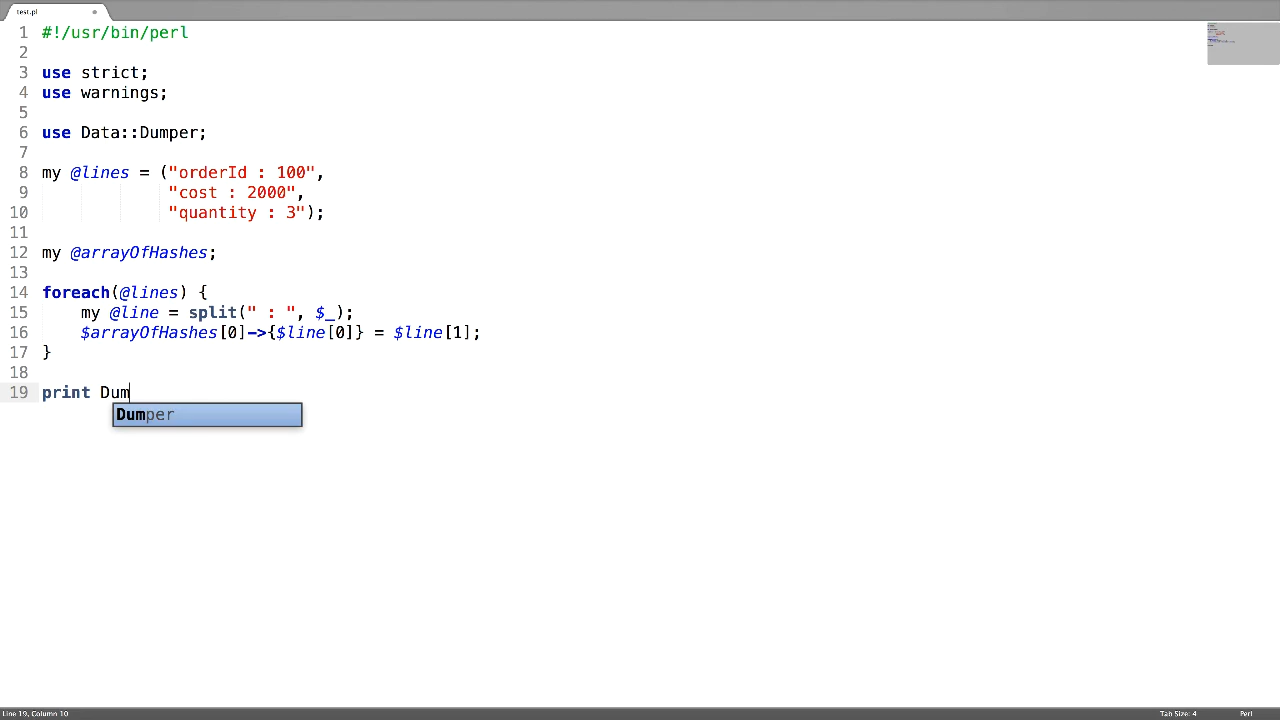 test.pl
1 #!/usr/bin/perl
2
3 use strict;
4 use warnings;
5
6 use Data::Dumper;
7
8 my @lines = ("orderId : 100",
9 "cost : 2000",
10 "quantity : 3");
11
12 my @arrayOfHashes;
13
14 foreach(@lines) {
15 my @line = split(" : ", $_);
16 $arrayOfHashes[0]->{$line[0]} = $line[1];
17 }
18
19 print Dum
Dumper
Line 19, Column 10
Tab Size: 4
Perl